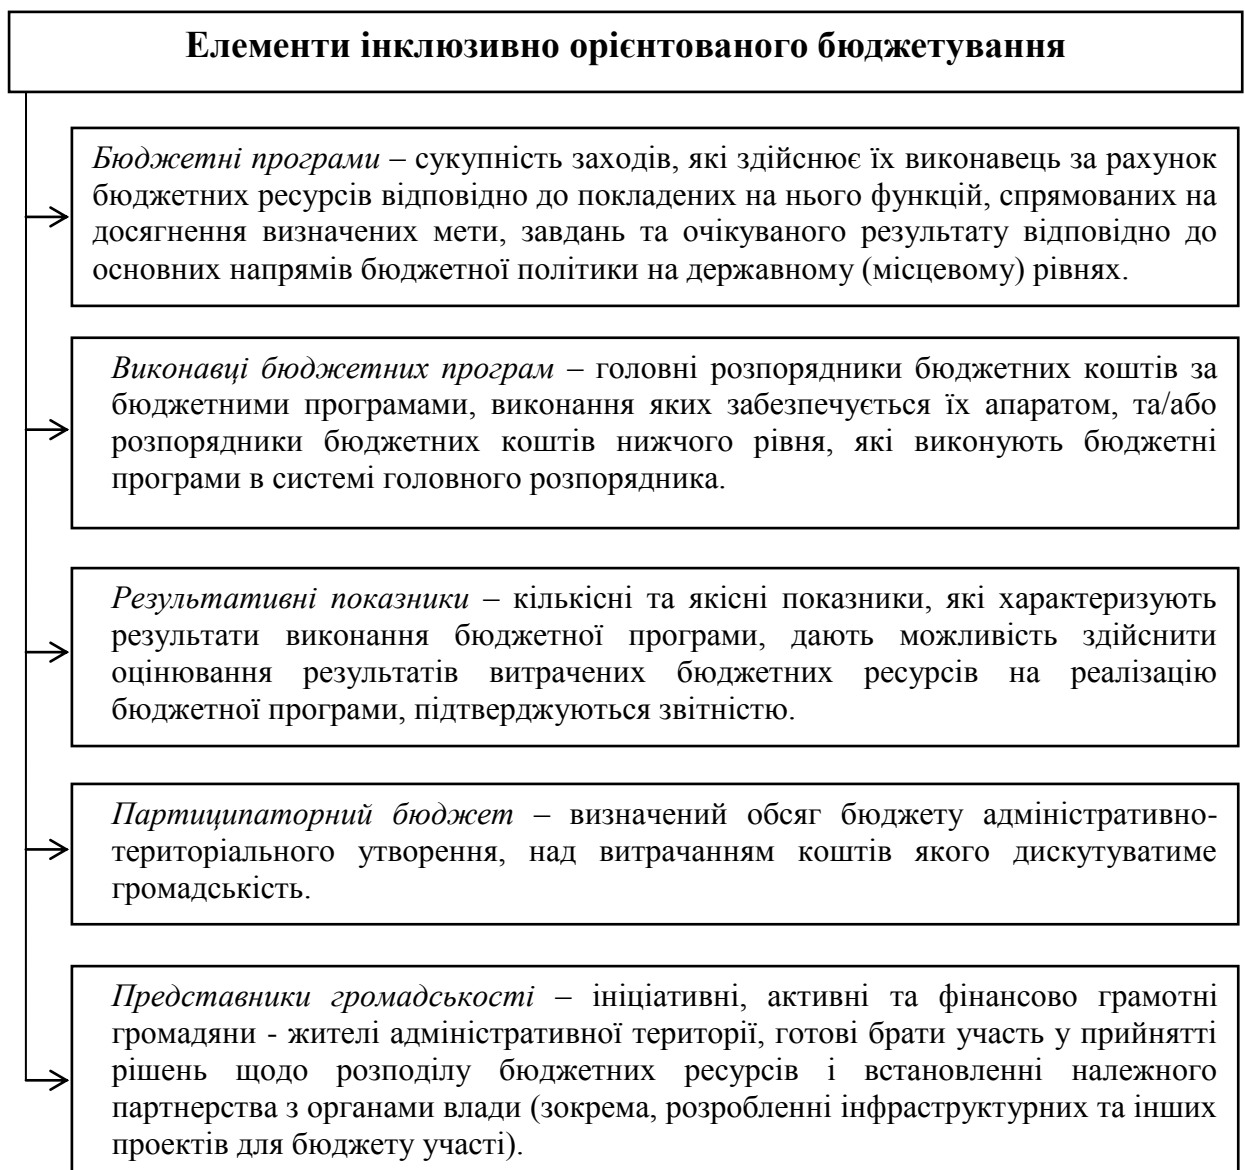 Елементи інклюзивно орієнтованого бюджетування
Бюджетні програми – сукупність заходів, які здійснює їх виконавець за рахунок
бюджетних ресурсів відповідно до покладених на нього функцій, спрямованих на
досягнення визначених мети, завдань та очікуваного результату відповідно до
основних напрямів бюджетної політики на державному (місцевому) рівнях.
Виконавці бюджетних програм – головні розпорядники бюджетних коштів за
бюджетними програмами, виконання яких забезпечується їх апаратом, та/або
розпорядники бюджетних коштів нижчого рівня, які виконують бюджетні
програми в системі головного розпорядника.
Результативні показники – кількісні та якісні показники, які характеризують
результати виконання бюджетної програми, дають можливість здійснити
оцінювання результатів витрачених бюджетних ресурсів на реалізацію
бюджетної програми, підтверджуються звітністю.
Партиципаторний бюджет – визначений обсяг бюджету адміністративно-
територіального утворення, над витрачанням коштів якого дискутуватиме
громадськість.
Представники громадськості – ініціативні, активні та фінансово грамотні
громадяни - жителі адміністративної території, готові брати участь у прийнятті
рішень щодо розподілу бюджетних ресурсів і встановленні належного
партнерства з органами влади (зокрема, розробленні інфраструктурних та інших
проектів для бюджету участі).